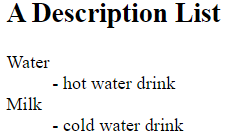 A Description List
Water
- hot water drink
Milk
- cold water drink